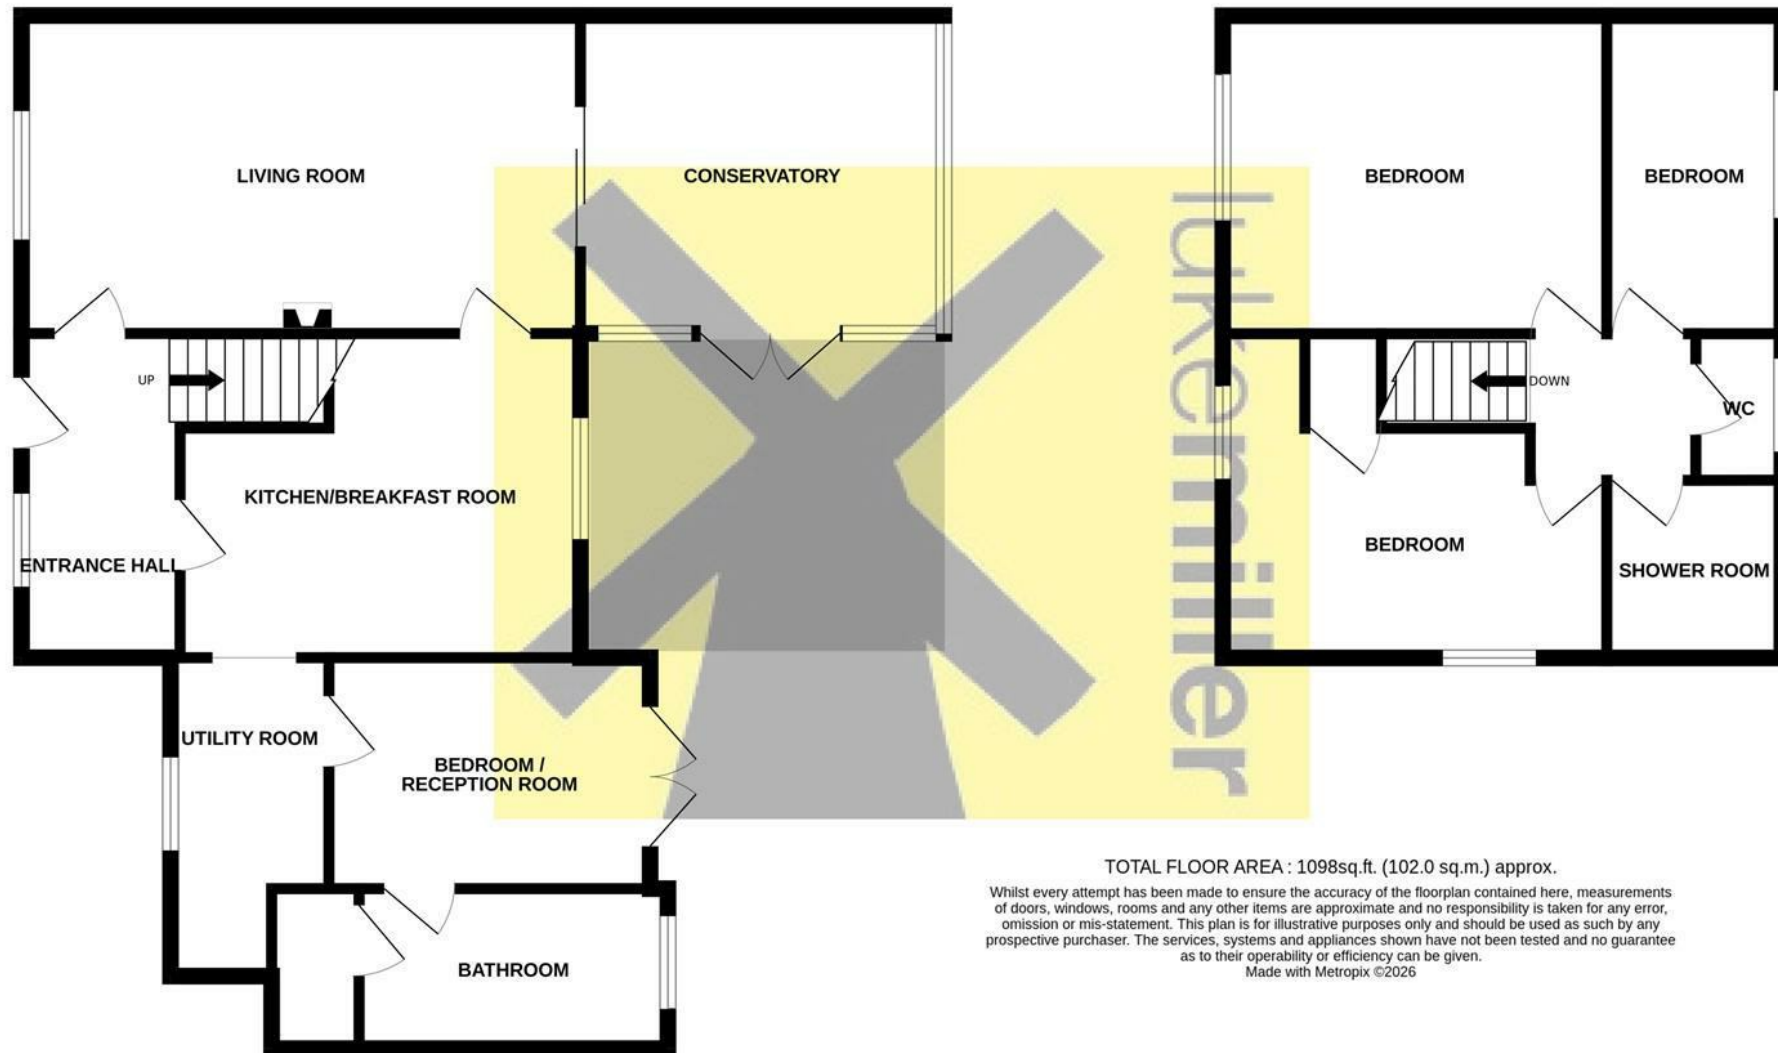 LIVING ROOM
CONSERVATORY
UP
KITCHEN/BREAKFAST ROOM
ENTRANCE HALL
UTILITY ROOM
BEDROOM /
RECEPTION ROOM
BATHROOM
BEDROOM
BEDROOM
DOWN
WC
BEDROOM
SHOWER ROOM
lukemiller
TOTAL FLOOR AREA : 1098sq.ft. (102.0 sq.m.) approx.
Whilst every attempt has been made to ensure the accuracy of the floorplan contained here, measurements
of doors, windows, rooms and any other items are approximate and no responsibility is taken for any error,
omission or mis-statement. This plan is for illustrative purposes only and should be used as such by any
prospective purchaser. The services, systems and appliances shown have not been tested and no guarantee
as to their operability or efficiency can be given.
Made with Metropix ©2026